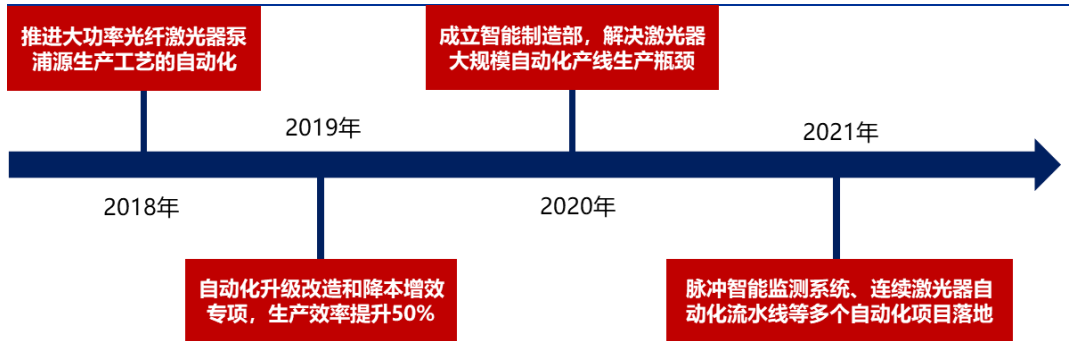 推进大功率光纤激光器泵
浦源生产工艺的自动化
成立智能制造部，解决激光器
大规模自动化产线生产瓶颈
2019年
2021年
2018年
2020年
自动化升级改造和降本增效
专项，生产效率提升50%
脉冲智能监测系统、连续激光器自
动化流水线等多个自动化项目落地